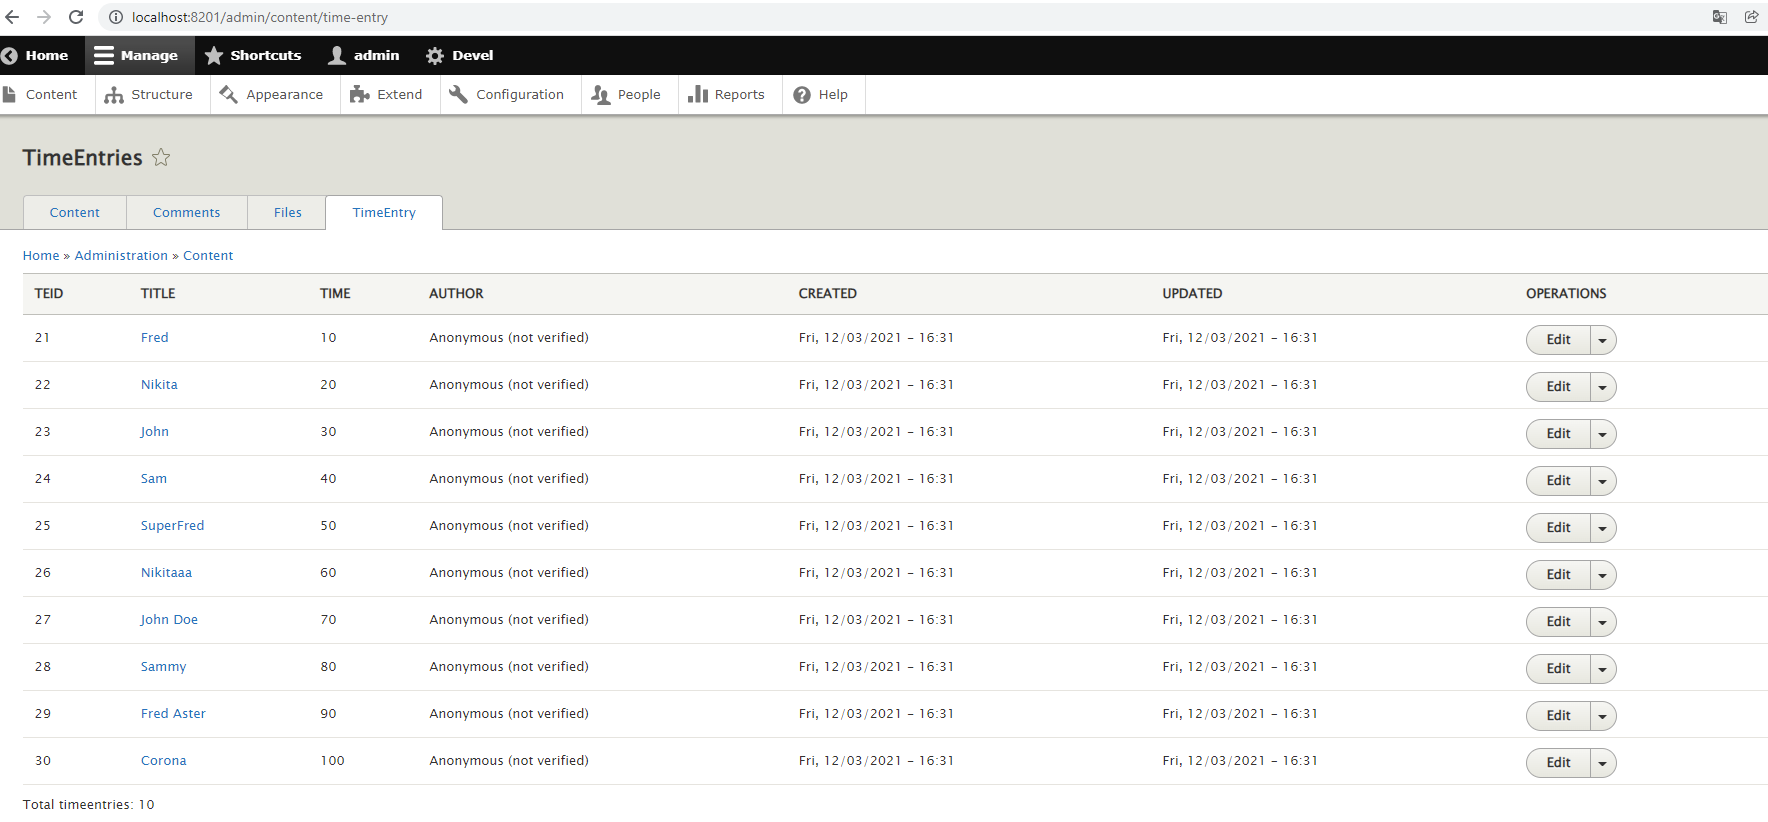 localhost:8201/admin/content/time-entry
Home Manage Shortcuts admin Devel
Content Structure Appearance Extend Configuration People Reports Help
TimeEntries
Content Comments Files TimeEntry
Home » Administration » Content
TEID TITLE TIME AUTHOR CREATED UPDATED OPERATIONS
21 Fred 10 Anonymous (not verified) Fri, 12/03/2021 - 16:31 Fri, 12/03/2021 - 16:31 Edit
22 Nikita 20 Anonymous (not verified) Fri, 12/03/2021 - 16:31 Fri, 12/03/2021 - 16:31 Edit
23 John 30 Anonymous (not verified) Fri, 12/03/2021 - 16:31 Fri, 12/03/2021 - 16:31 Edit
24 Sam 40 Anonymous (not verified) Fri, 12/03/2021 - 16:31 Fri, 12/03/2021 - 16:31 Edit
25 SuperFred 50 Anonymous (not verified) Fri, 12/03/2021 - 16:31 Fri, 12/03/2021 - 16:31 Edit
26 Nikitaaa 60 Anonymous (not verified) Fri, 12/03/2021 - 16:31 Fri, 12/03/2021 - 16:31 Edit
27 John Doe 70 Anonymous (not verified) Fri, 12/03/2021 - 16:31 Fri, 12/03/2021 - 16:31 Edit
28 Sammy 80 Anonymous (not verified) Fri, 12/03/2021 - 16:31 Fri, 12/03/2021 - 16:31 Edit
29 Fred Aster 90 Anonymous (not verified) Fri, 12/03/2021 - 16:31 Fri, 12/03/2021 - 16:31 Edit
30 Corona 100 Anonymous (not verified) Fri, 12/03/2021 - 16:31 Fri, 12/03/2021 - 16:31 Edit
Total timeentries: 10